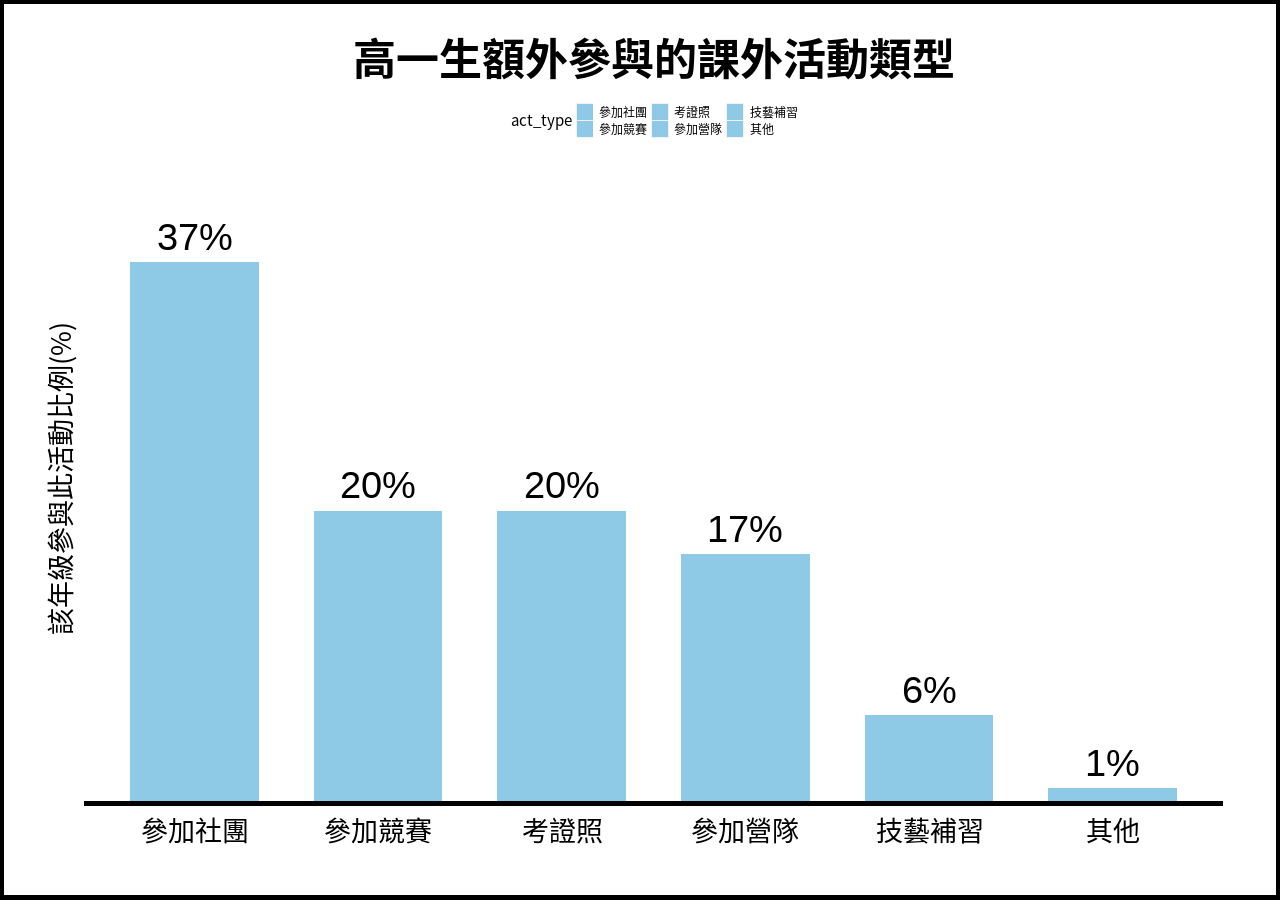 高一生額外參與的課外活動類型
act_type
參加社團 考證照 技藝補習
參加競賽 參加營隊 其他
該年級參與此活動比例(%)
37%
20%
20%
17%
6%
1%
參加社團
參加競賽
考證照
參加營隊
技藝補習
其他